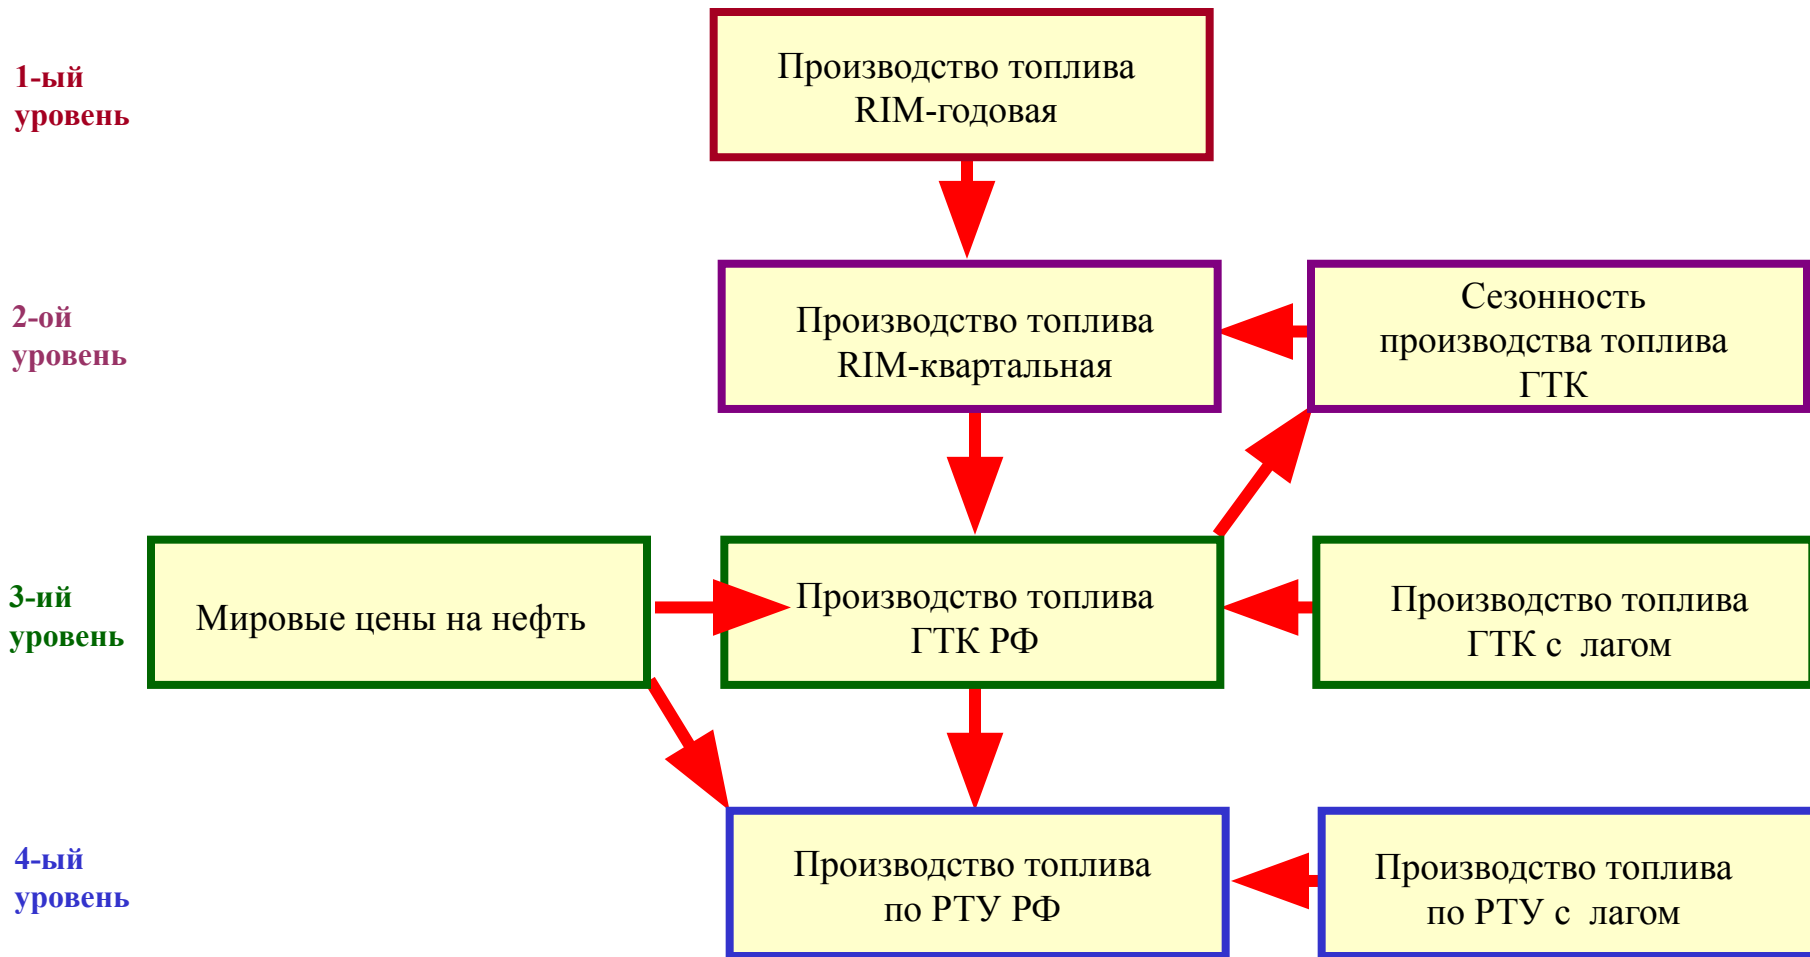 1-ый
уровень
Производство топлива
RIM-годовая
2-ой
уровень
Производство топлива
RIM-квартальная
Сезонность
производства топлива
ГТК
3-ий
уровень
Мировые цены на нефть
Производство топлива
ГТК РФ
Производство топлива
ГТК с лагом
4-ый
уровень
Производство топлива
по РТУ РФ
Производство топлива
по РТУ с лагом